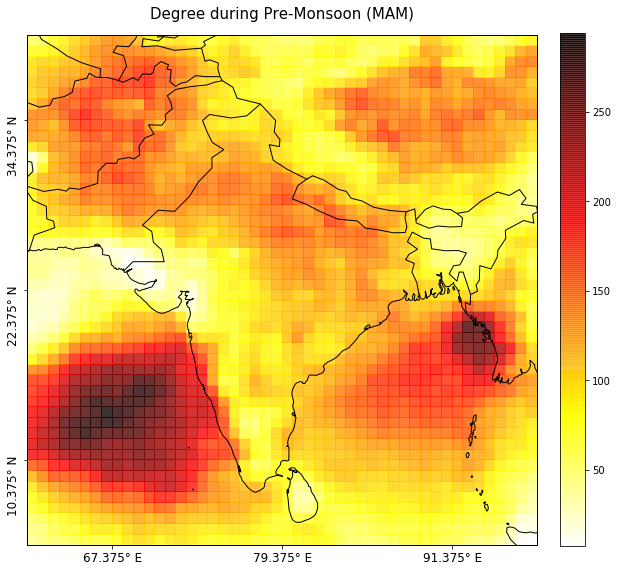 Degree during Pre-Monsoon (MAM)
34.375° N
22.375° N
10.375° N
67.375° E
79.375° E
91.375° E
250
200
150
100
50